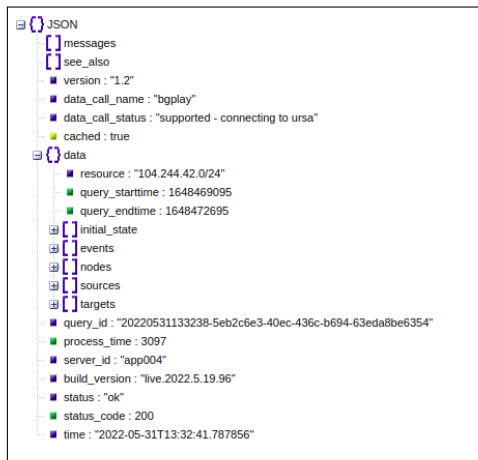 JSON
messages
see_also
version : "1.2"
data_call_name : "bgplay"
data_call_status : "supported - connecting to ursa"
cached : true
data
resource : "104.244.42.0/24"
query_starttime : 1648469095
query_endtime : 1648472695
initial_state
events
nodes
sources
targets
query_id : "20220531133238-5eb2c6e3-40ec-436c-b694-63eda8be6354"
process_time : 3097
server_id : "app004"
build_version : "live.2022.5.19.96"
status : "ok"
status_code : 200
time : "2022-05-31T13:32:41.787856"